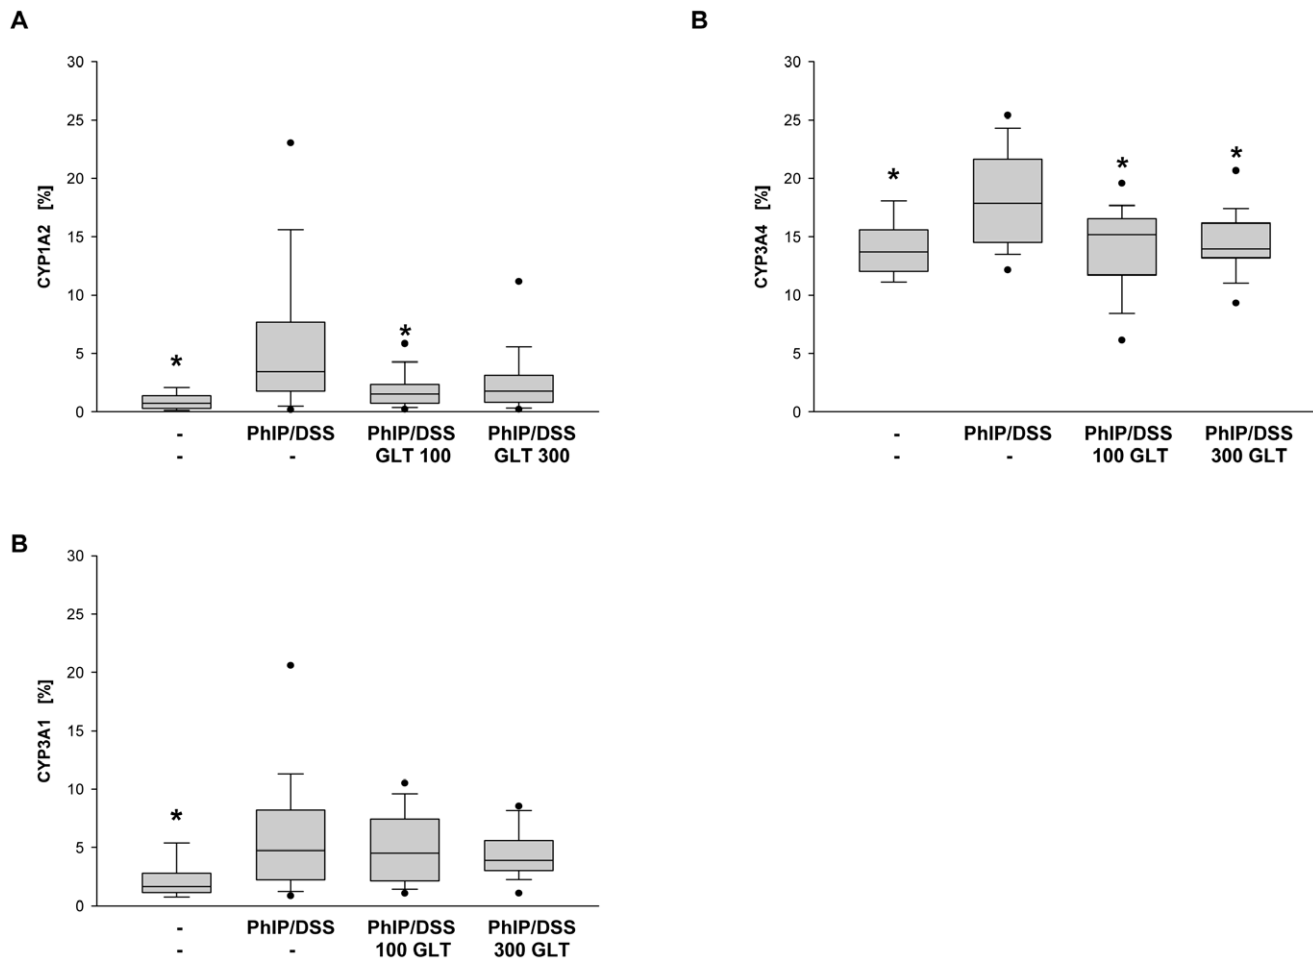 A
30
25
20
15
10
5
0
CYP1A2 [%]
*
*
- PhIP/DSS PhIP/DSS PhIP/DSS
- - GLT 100 GLT 300
B
30
25
20
15
10
5
0
CYP3A4 [%]
*
*
*
- PhIP/DSS PhIP/DSS PhIP/DSS
- - 100 GLT 300 GLT
B
30
25
20
15
10
5
0
CYP3A1 [%]
*
- PhIP/DSS PhIP/DSS PhIP/DSS
- - 100 GLT 300 GLT